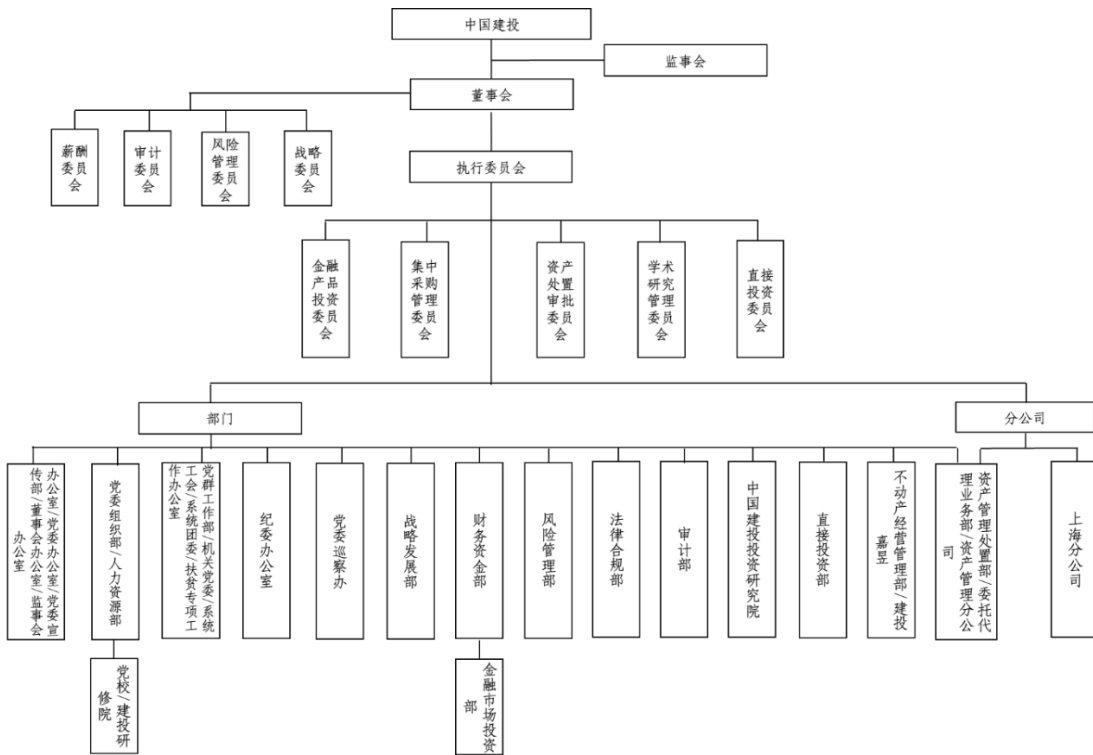 中国建投
监事会
董事会
薪酬
委员
会
审计
委员
会
风险
管理
委员
会
战略
委员
会
执行委员会
金融
产品
投资
委员
会
集中
采购
管理
委员
会
资产
处置
审批
委员
会
学术
研究
管理
委员
会
直接
投资
委员
会
部门
分公司
办公室/党委办公室/党委宣
传部/董事会办公室/监事会
办公室
党委组织部/人力资源部
党群工作部/机关党委/系统
工会/系统团委/扶贫专项工
作办公室
纪委办公室
党委巡察办
战略发展部
财务资金部
风险管理部
法律合规部
审计部
中国建投投资研究院
直接投资部
不动产经营管理部/建投
嘉昱
资产管理处置部/委托代
理业务部/资产管理分公
司
上海分公司
党校/建投研
修院
金融市场投资
部